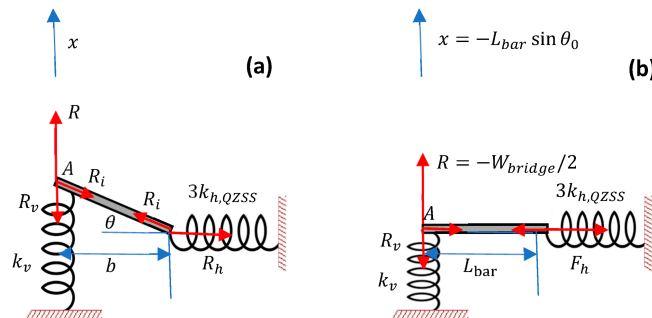 x
(a)
R
A
R_i
R_i
3k_{h,QZSS}
R_v
θ
k_v
b
R_h
x = −L_{bar} sin θ_0
(b)
R = −W_{bridge}/2
3k_{h,QZSS}
A
R_v
k_v
L_{bar}
F_h